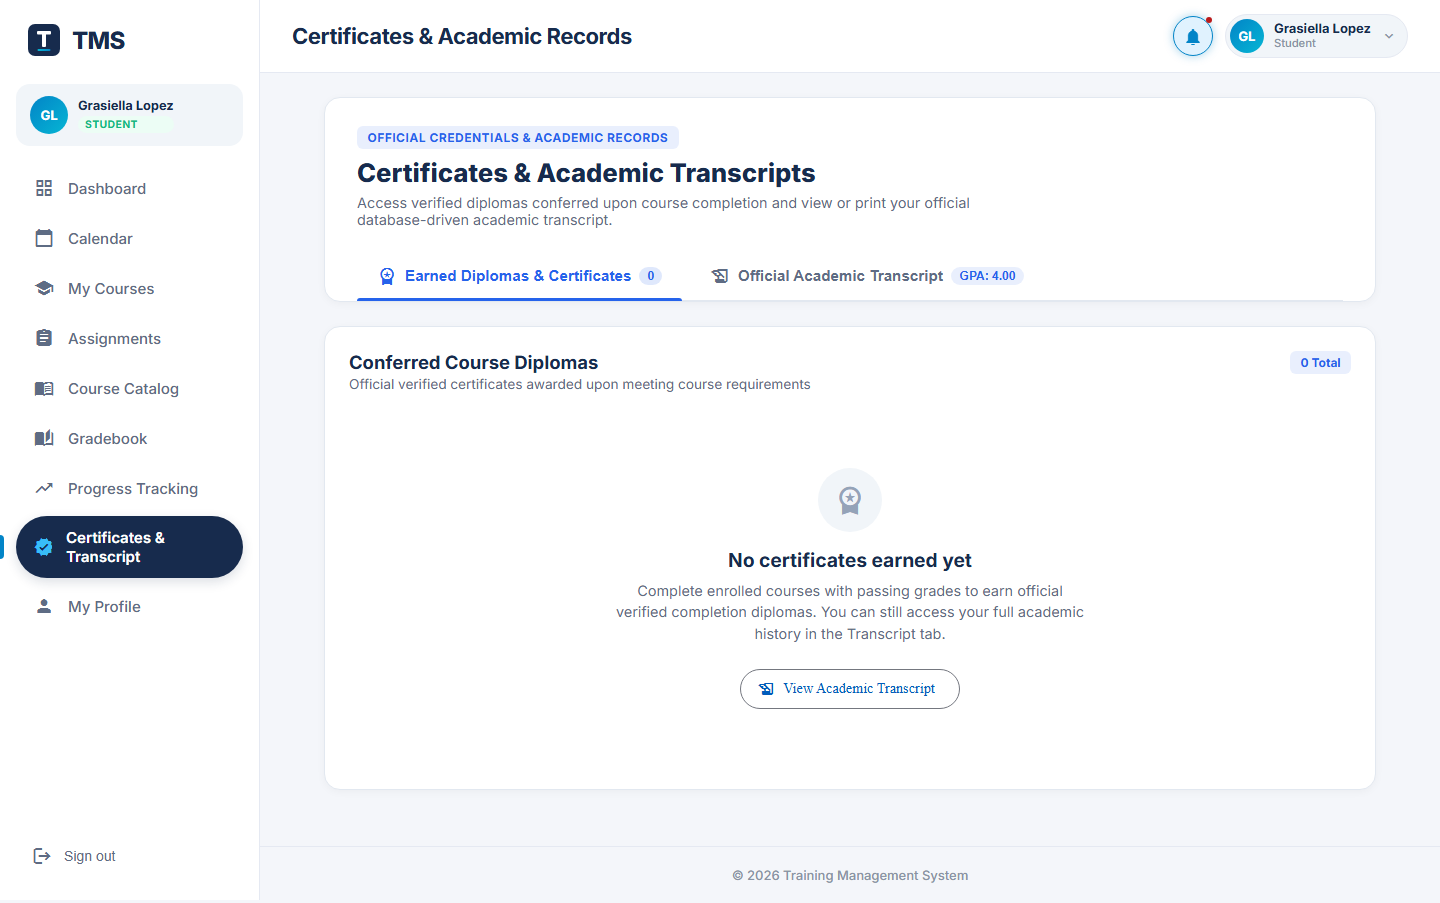 TMS
Certificates & Academic Records
GL
Grasiella Lopez
Student
GL
Grasiella Lopez
STUDENT
Dashboard
Calendar
My Courses
Assignments
Course Catalog
Gradebook
Progress Tracking
Certificates &
Transcript
My Profile
Sign out
OFFICIAL CREDENTIALS & ACADEMIC RECORDS
Certificates & Academic Transcripts
Access verified diplomas conferred upon course completion and view or print your official
database-driven academic transcript.
Earned Diplomas & Certificates 0
Official Academic Transcript GPA: 4.00
Conferred Course Diplomas
0 Total
Official verified certificates awarded upon meeting course requirements
No certificates earned yet
Complete enrolled courses with passing grades to earn official
verified completion diplomas. You can still access your full academic
history in the Transcript tab.
View Academic Transcript
© 2026 Training Management System